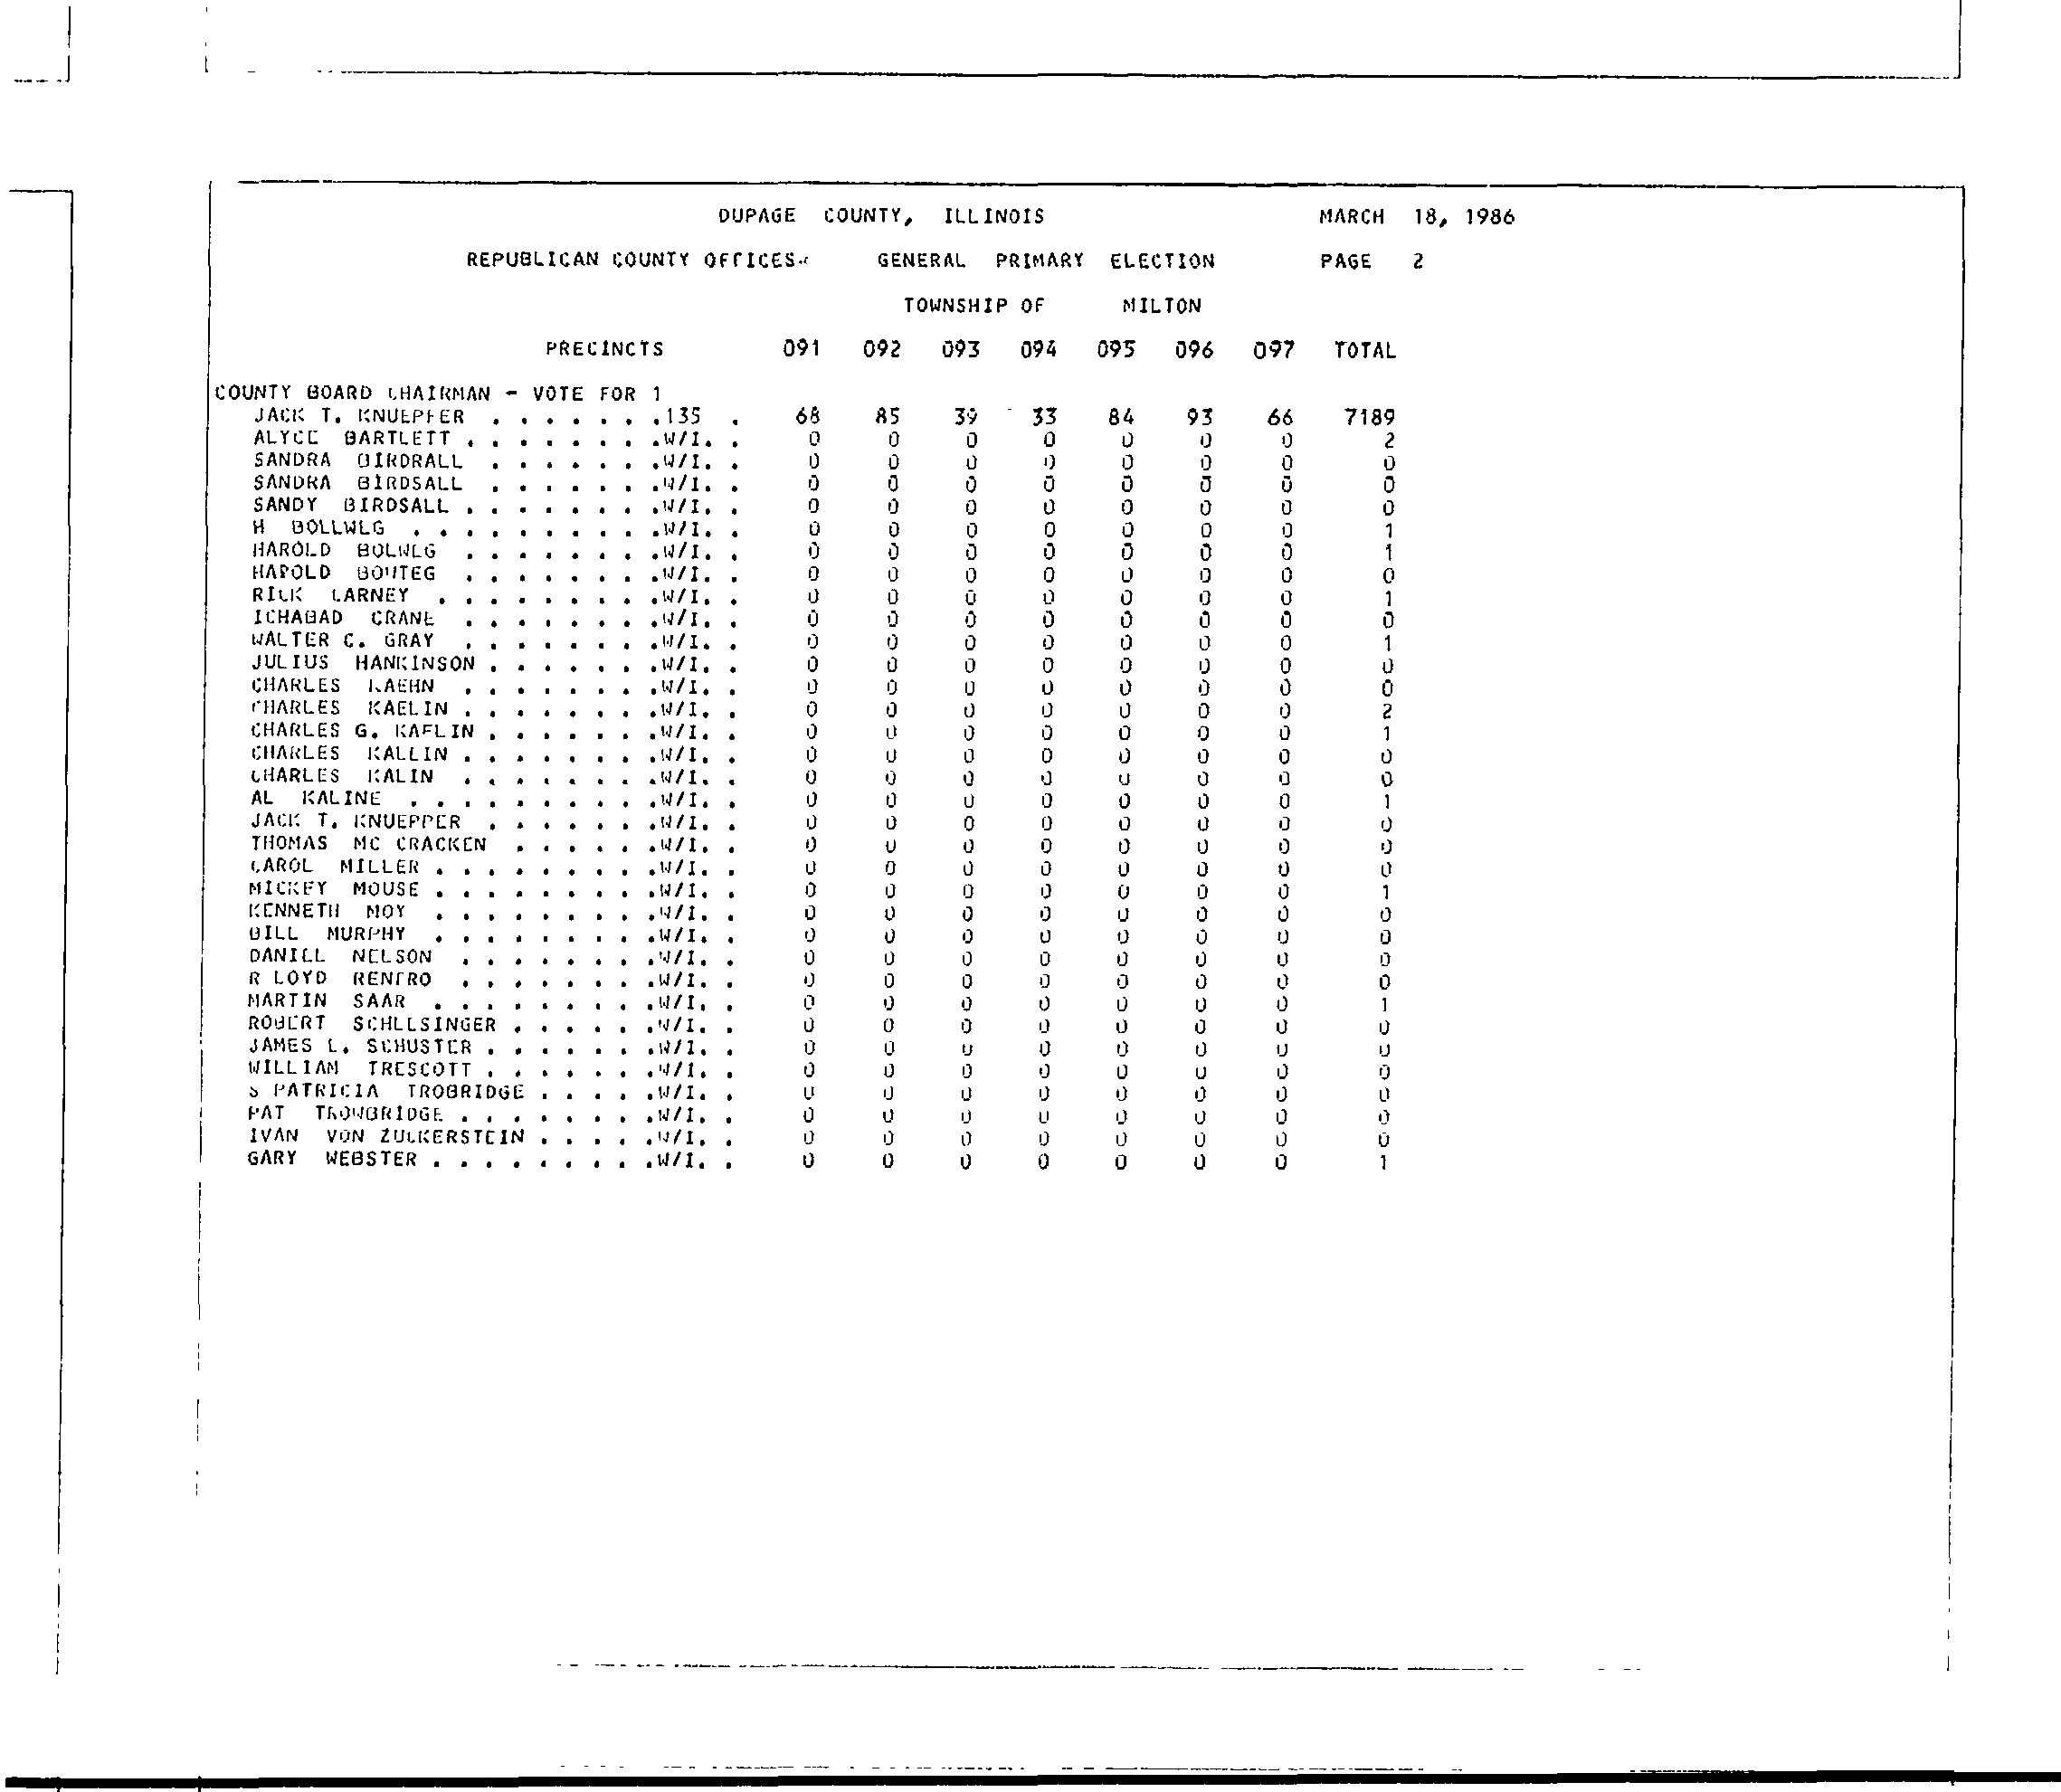 DUPAGE COUNTY, ILLINOIS MARCH 18, 1986
REPUBLICAN COUNTY OFFICES GENERAL PRIMARY ELECTION PAGE 2
TOWNSHIP OF MILTON
PRECINCTS 091 092 093 094 095 096 097 TOTAL
COUNTY BOARD CHAIRMAN - VOTE FOR 1
JACK T. KNUEPFER . . . . . . .135 . 68 85 39 33 84 93 66 7189
ALYCE BARTLETT . . . . . . . .W/I. . 0 0 0 0 0 0 0 2
SANDRA BIRDRALL . . . . . . .W/I. . 0 0 0 0 0 0 0 0
SANDRA BIRDSALL . . . . . . .W/I. . 0 0 0 0 0 0 0 0
SANDY BIRDSALL . . . . . . . .W/I. . 0 0 0 0 0 0 0 0
H BOLLWEG . . . . . . . . . .W/I. . 0 0 0 0 0 0 0 1
HAROLD BOLWEG . . . . . . . .W/I. . 0 0 0 0 0 0 0 1
HAROLD BOUTEG . . . . . . . .W/I. . 0 0 0 0 0 0 0 0
RICK CARNEY . . . . . . . . .W/I. . 0 0 0 0 0 0 0 1
ICHABAD CRANE . . . . . . . .W/I. . 0 0 0 0 0 0 0 0
WALTER C. GRAY . . . . . . . .W/I. . 0 0 0 0 0 0 0 1
JULIUS HANKINSON . . . . . . .W/I. . 0 0 0 0 0 0 0 0
CHARLES KAEHN . . . . . . . .W/I. . 0 0 0 0 0 0 0 0
CHARLES KAELIN . . . . . . . .W/I. . 0 0 0 0 0 0 0 2
CHARLES G. KAELIN . . . . . . .W/I. . 0 0 0 0 0 0 0 1
CHARLES KALLIN . . . . . . . .W/I. . 0 0 0 0 0 0 0 0
CHARLES KALIN . . . . . . . .W/I. . 0 0 0 0 0 0 0 0
AL KALINE . . . . . . . . . .W/I. . 0 0 0 0 0 0 0 1
JACK T. KNUEPPER . . . . . . .W/I. . 0 0 0 0 0 0 0 0
THOMAS MC CRACKEN . . . . . .W/I. . 0 0 0 0 0 0 0 0
CAROL MILLER . . . . . . . . .W/I. . 0 0 0 0 0 0 0 0
MICKEY MOUSE . . . . . . . . .W/I. . 0 0 0 0 0 0 0 1
KENNETH MOY . . . . . . . . .W/I. . 0 0 0 0 0 0 0 0
BILL MURPHY . . . . . . . . .W/I. . 0 0 0 0 0 0 0 0
DANIEL NELSON . . . . . . . .W/I. . 0 0 0 0 0 0 0 0
R LOYD RENFRO . . . . . . . .W/I. . 0 0 0 0 0 0 0 0
MARTIN SAAR . . . . . . . . .W/I. . 0 0 0 0 0 0 0 1
ROBERT SCHLESINGER . . . . . .W/I. . 0 0 0 0 0 0 0 0
JAMES L. SCHUSTER . . . . . . .W/I. . 0 0 0 0 0 0 0 0
WILLIAM TRESCOTT . . . . . . .W/I. . 0 0 0 0 0 0 0 0
S PATRICIA TROBRIDGE . . . . .W/I. . 0 0 0 0 0 0 0 0
PAT TROWBRIDGE . . . . . . . .W/I. . 0 0 0 0 0 0 0 0
IVAN VON ZUCKERSTEIN . . . . .W/I. . 0 0 0 0 0 0 0 0
GARY WEBSTER . . . . . . . . .W/I. . 0 0 0 0 0 0 0 1